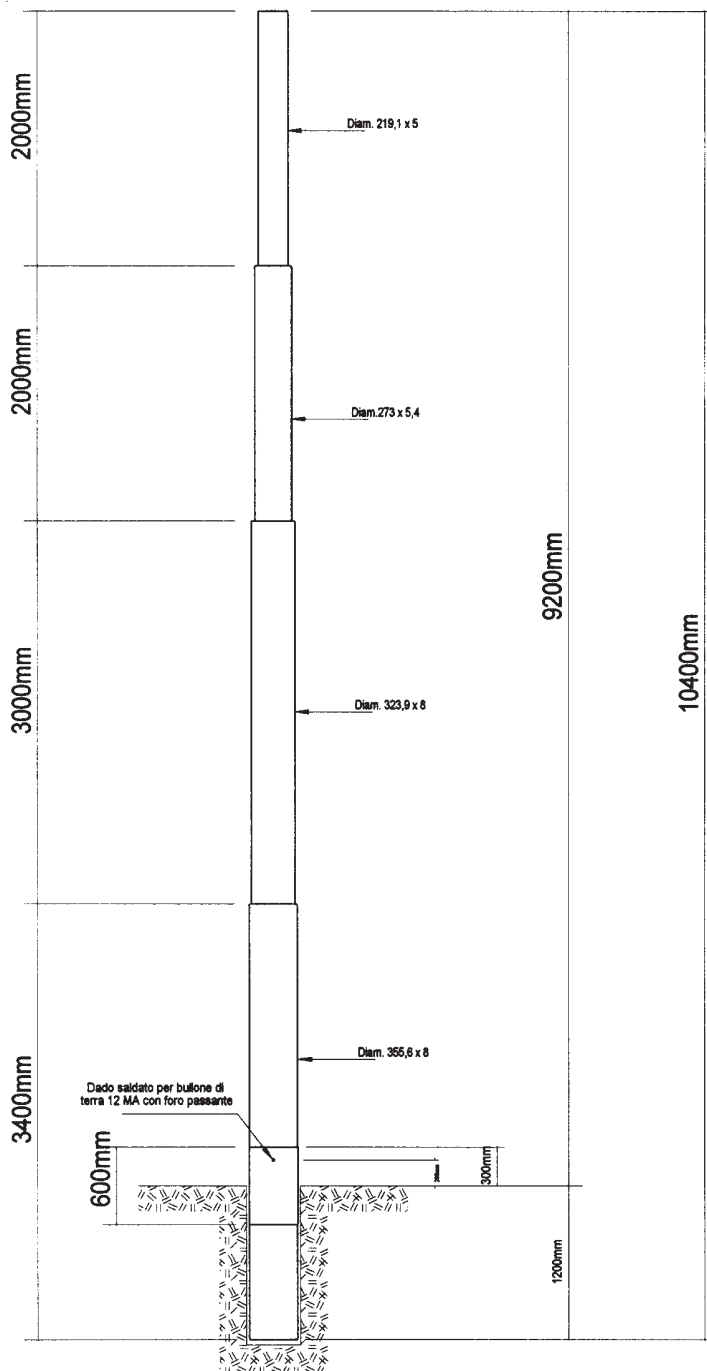 2000mm
Diam. 219,1 x 5
2000mm
Diam.273 x 5,4
9200mm
10400mm
3000mm
Diam. 323,9 x 6
3400mm
Diam. 355,6 x 8
Dado saldato per bullone di
terra 12 MA con foro passante
600mm
300mm
1200mm